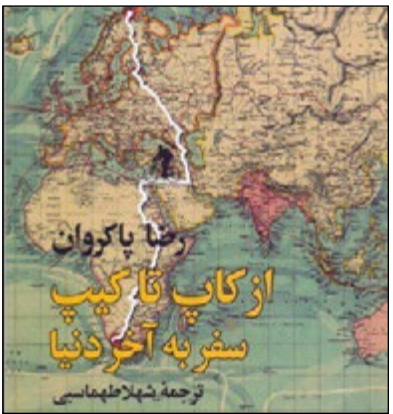 رضا پاکروان
از کاپ تا کیپ
سفر به آخر دنیا
ترجمهٔ شهلا طهماسبی